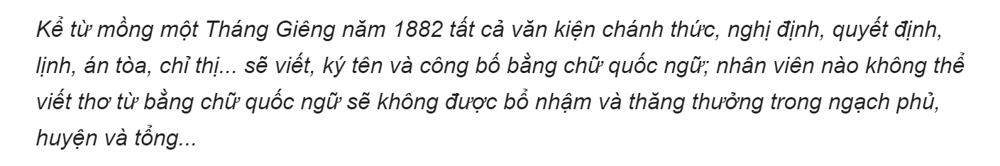 Kể từ mồng một Tháng Giêng năm 1882 tất cả văn kiện chánh thức, nghị định, quyết định,
lịnh, án tòa, chỉ thị... sẽ viết, ký tên và công bố bằng chữ quốc ngữ; nhân viên nào không thể
viết thơ từ bằng chữ quốc ngữ sẽ không được bổ nhậm và thăng thưởng trong ngạch phủ,
huyện và tổng...